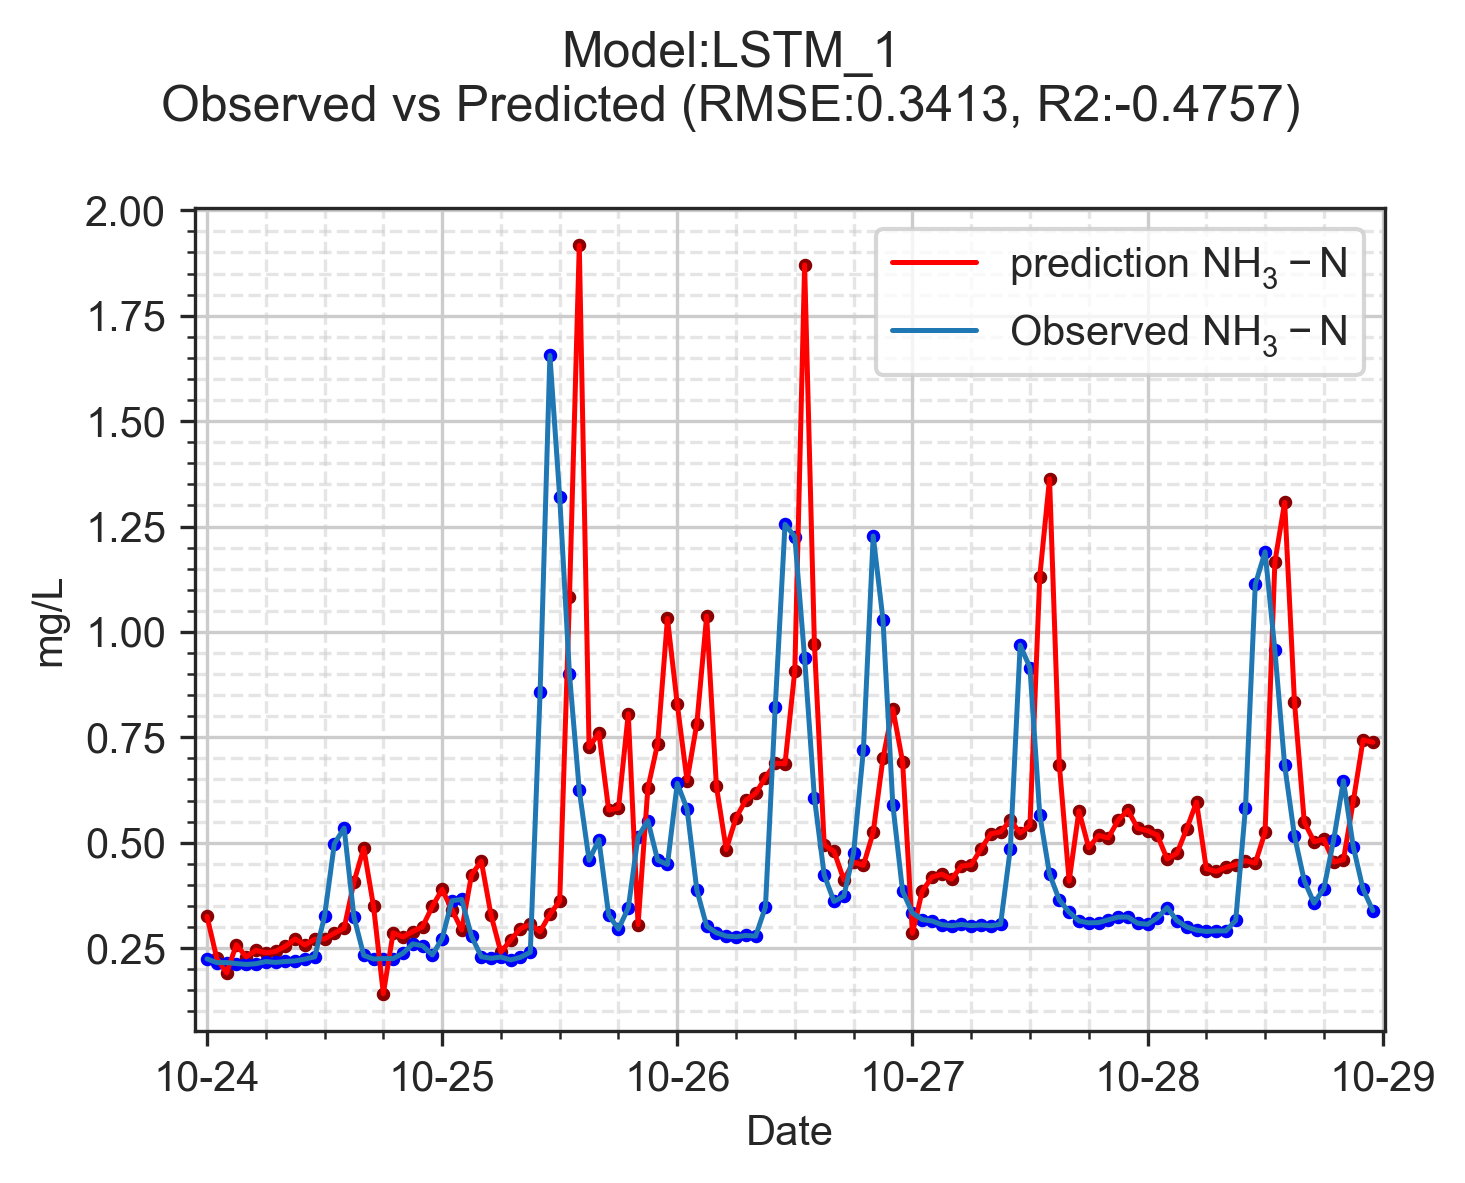 Model:LSTM_1
Observed vs Predicted (RMSE:0.3413, R2:-0.4757)
2.00
1.75
1.50
1.25
1.00
0.75
0.50
0.25
mg/L
prediction NH₃ − N
Observed NH₃ − N
10-24 10-25 10-26 10-27 10-28 10-29
Date